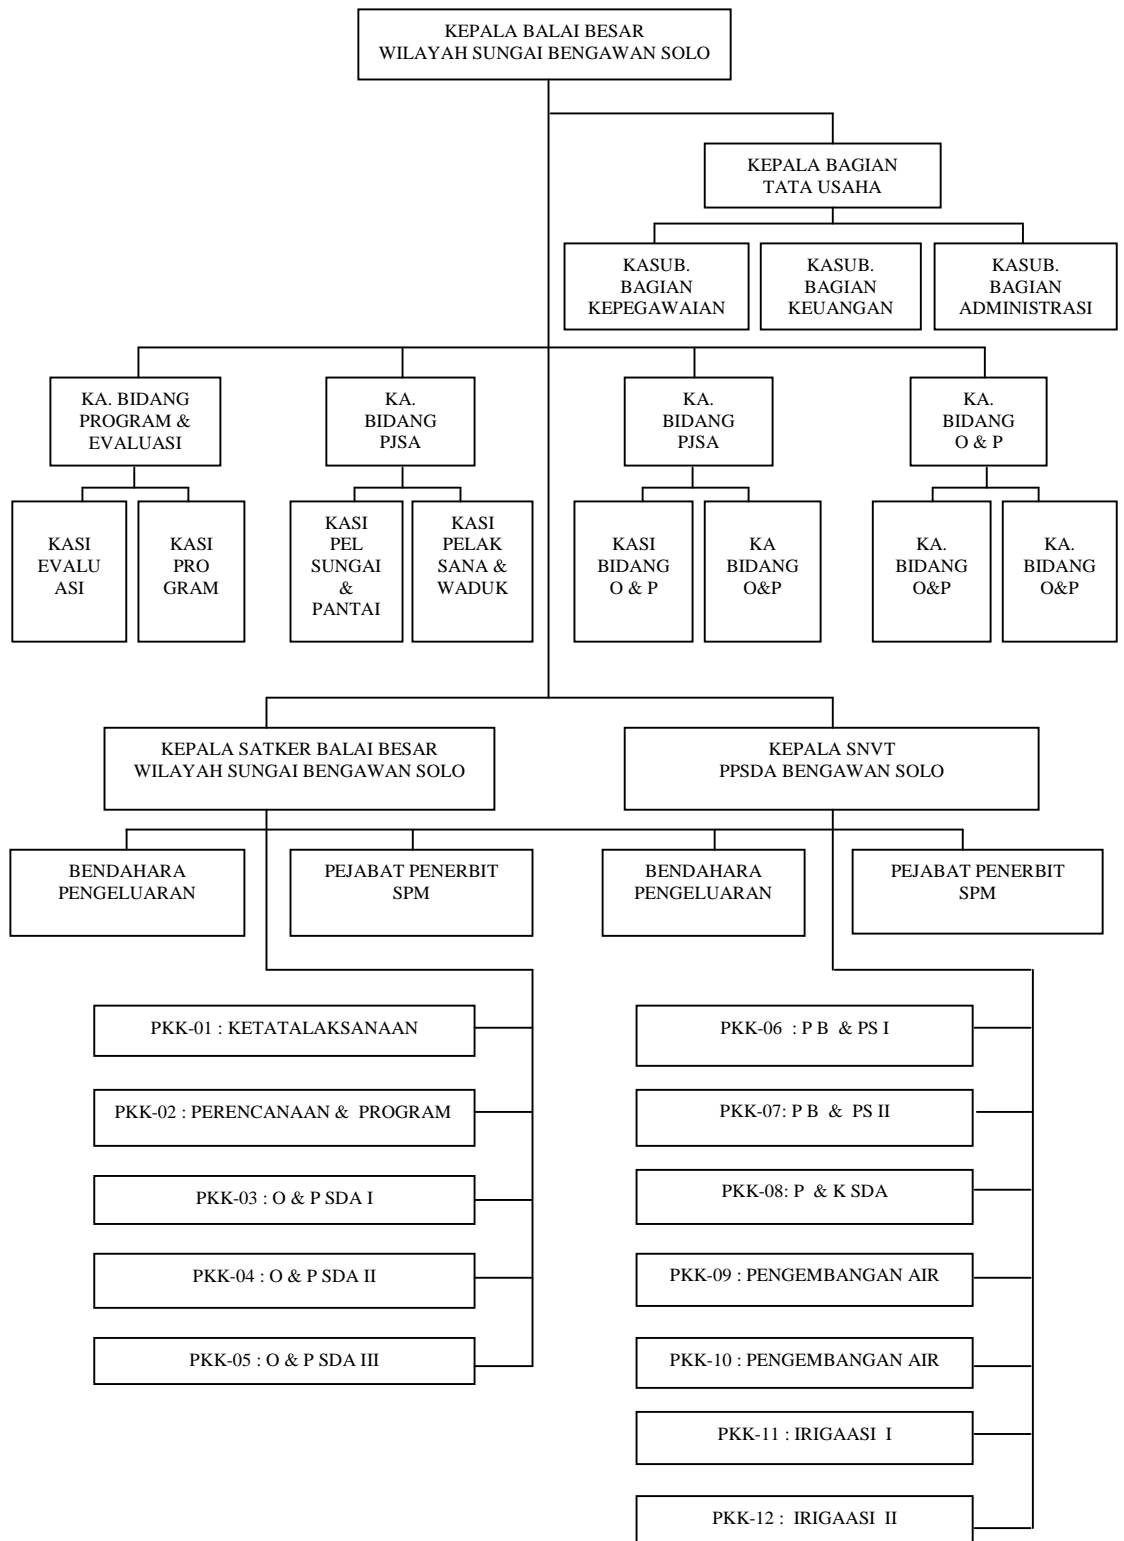 KEPALA BALAI BESAR
WILAYAH SUNGAI BENGAWAN SOLO
KEPALA BAGIAN
TATA USAHA
KASUB.
BAGIAN
KEPEGAWAIAN
KASUB.
BAGIAN
KEUANGAN
KASUB.
BAGIAN
ADMINISTRASI
KA. BIDANG
PROGRAM &
EVALUASI
KA.
BIDANG
PJSA
KA.
BIDANG
PJSA
KA.
BIDANG
O & P
KASI
EVALU
ASI
KASI
PRO
GRAM
KASI
PEL
SUNGAI
&
PANTAI
KASI
PELAK
SANA &
WADUK
KASI
BIDANG
O & P
KA
BIDANG
O&P
KA.
BIDANG
O&P
KA.
BIDANG
O&P
KEPALA SATKER BALAI BESAR
WILAYAH SUNGAI BENGAWAN SOLO
KEPALA SNVT
PPSDA BENGAWAN SOLO
BENDAHARA
PENGELUARAN
PEJABAT PENERBIT
SPM
BENDAHARA
PENGELUARAN
PEJABAT PENERBIT
SPM
PKK-01 : KETATALAKSANAAN
PKK-02 : PERENCANAAN & PROGRAM
PKK-03 : O & P SDA I
PKK-04 : O & P SDA II
PKK-05 : O & P SDA III
PKK-06 : P B & PS I
PKK-07: P B & PS II
PKK-08: P & K SDA
PKK-09 : PENGEMBANGAN AIR
PKK-10 : PENGEMBANGAN AIR
PKK-11 : IRIGAASI I
PKK-12 : IRIGAASI II